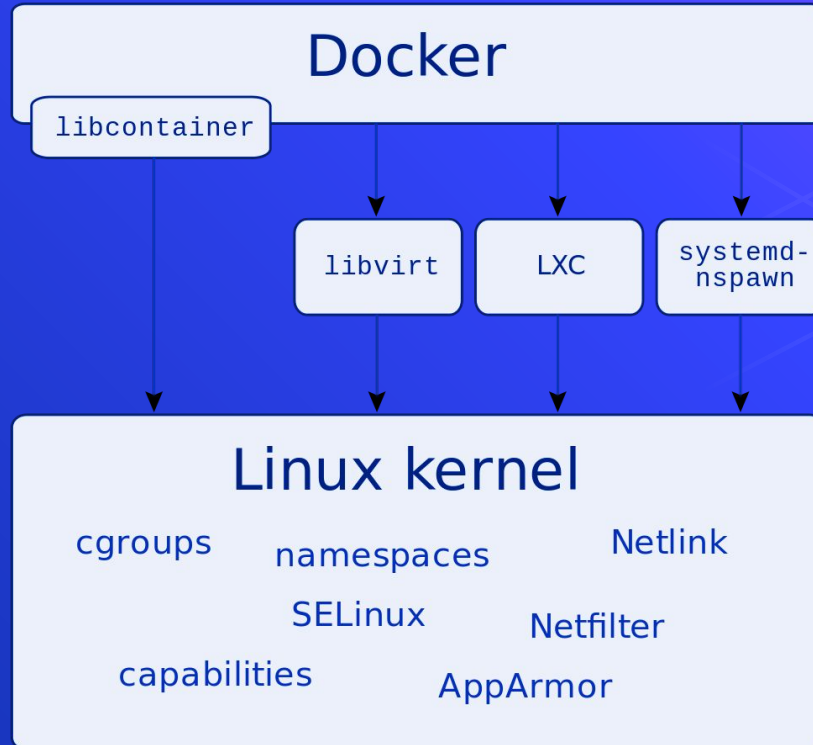 Docker
libcontainer
libvirt
LXC
systemd-
nspawn
Linux kernel
cgroups
namespaces
Netlink
SELinux
Netfilter
capabilities
AppArmor